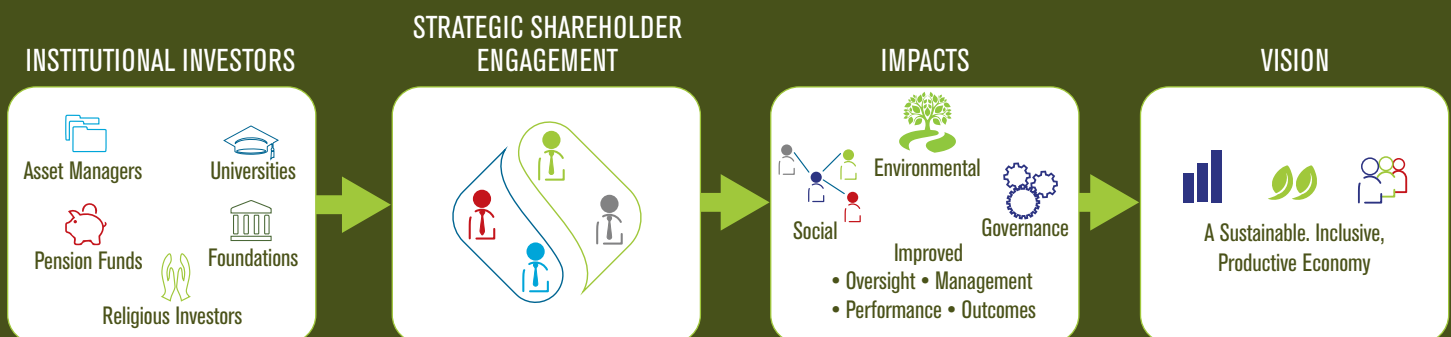 INSTITUTIONAL INVESTORS
Asset Managers
Universities
Pension Funds
Foundations
Religious Investors
STRATEGIC SHAREHOLDER
ENGAGEMENT
IMPACTS
Environmental
Social
Governance
Improved
• Oversight • Management
• Performance • Outcomes
VISION
A Sustainable. Inclusive,
Productive Economy